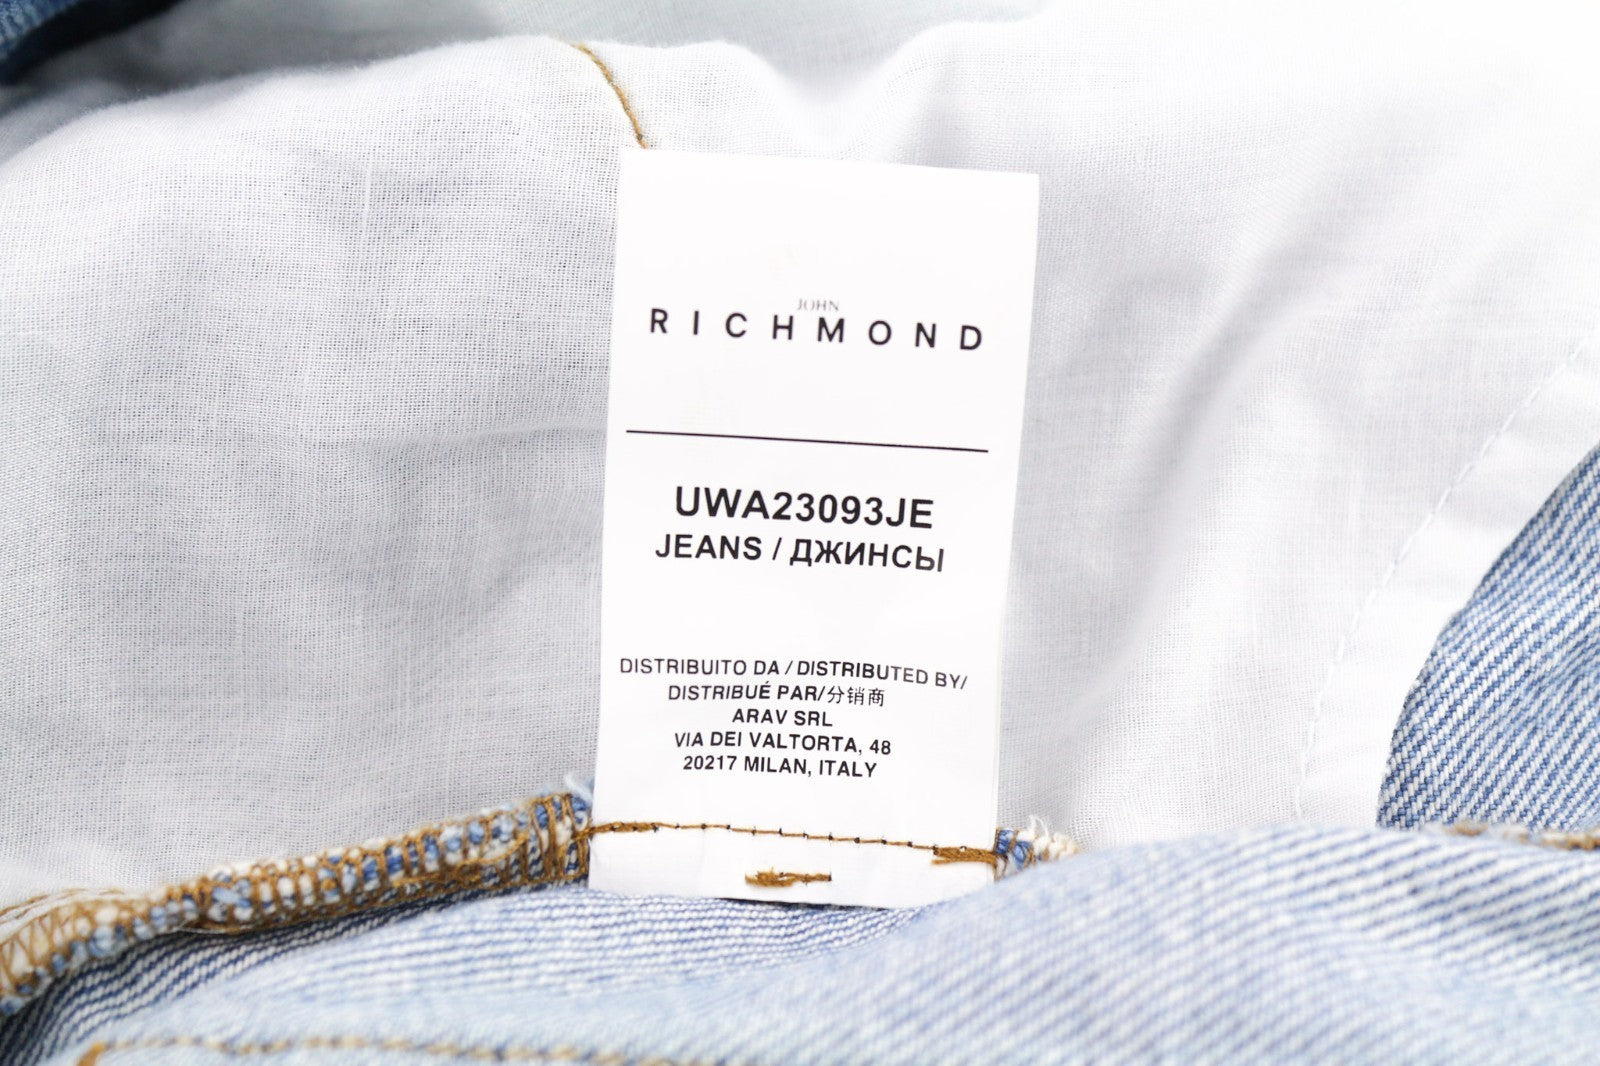 JOHN
RICHMOND
UWA23093JE
JEANS / ДЖИНСЫ
DISTRIBUITO DA / DISTRIBUTED BY/
DISTRIBUÉ PAR/分销商
ARAV SRL
VIA DEI VALTORTA, 48
20217 MILAN, ITALY